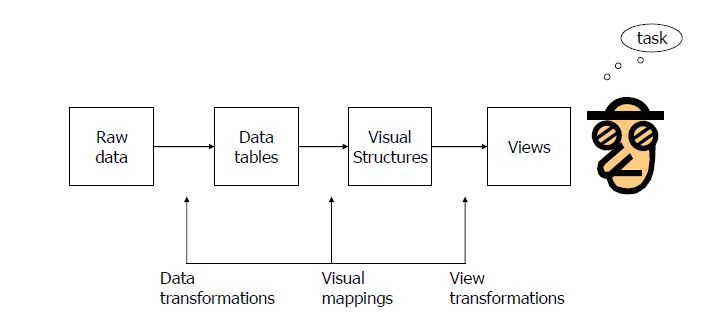 task
Raw
data
Data
tables
Visual
Structures
Views
Data
transformations
Visual
mappings
View
transformations